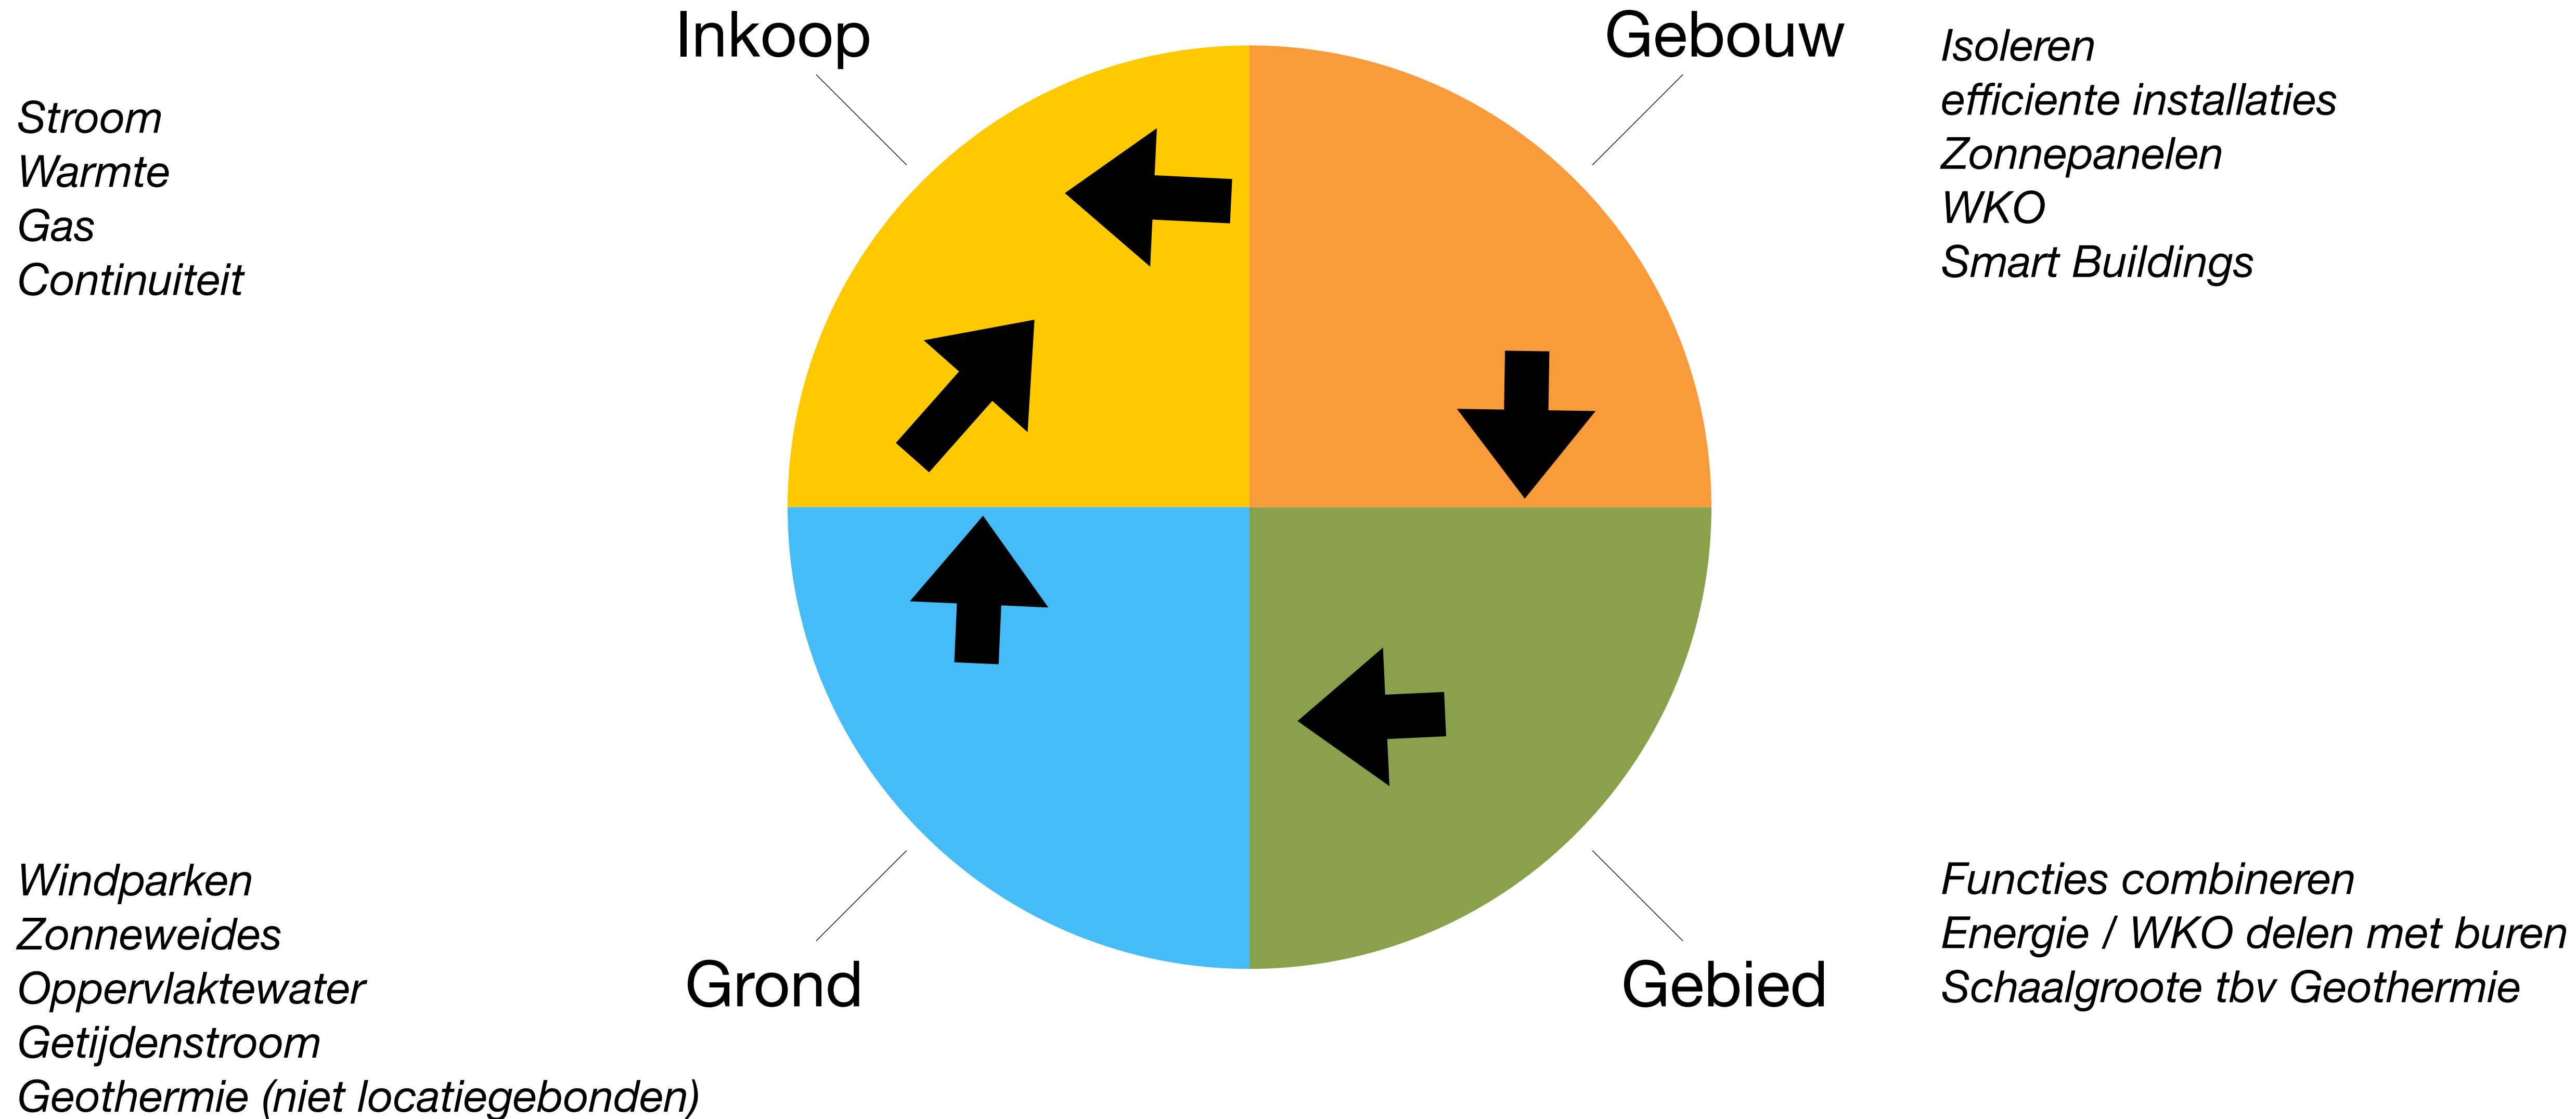 Inkoop
Gebouw
Stroom
Warmte
Gas
Continuiteit
Isoleren
efficiente installaties
Zonnepanelen
WKO
Smart Buildings
Windparken
Zonneweides
Oppervlaktewater
Getijdenstroom
Geothermie (niet locatiegebonden)
Grond
Gebied
Functies combineren
Energie / WKO delen met buren
Schaalgroote tbv Geothermie